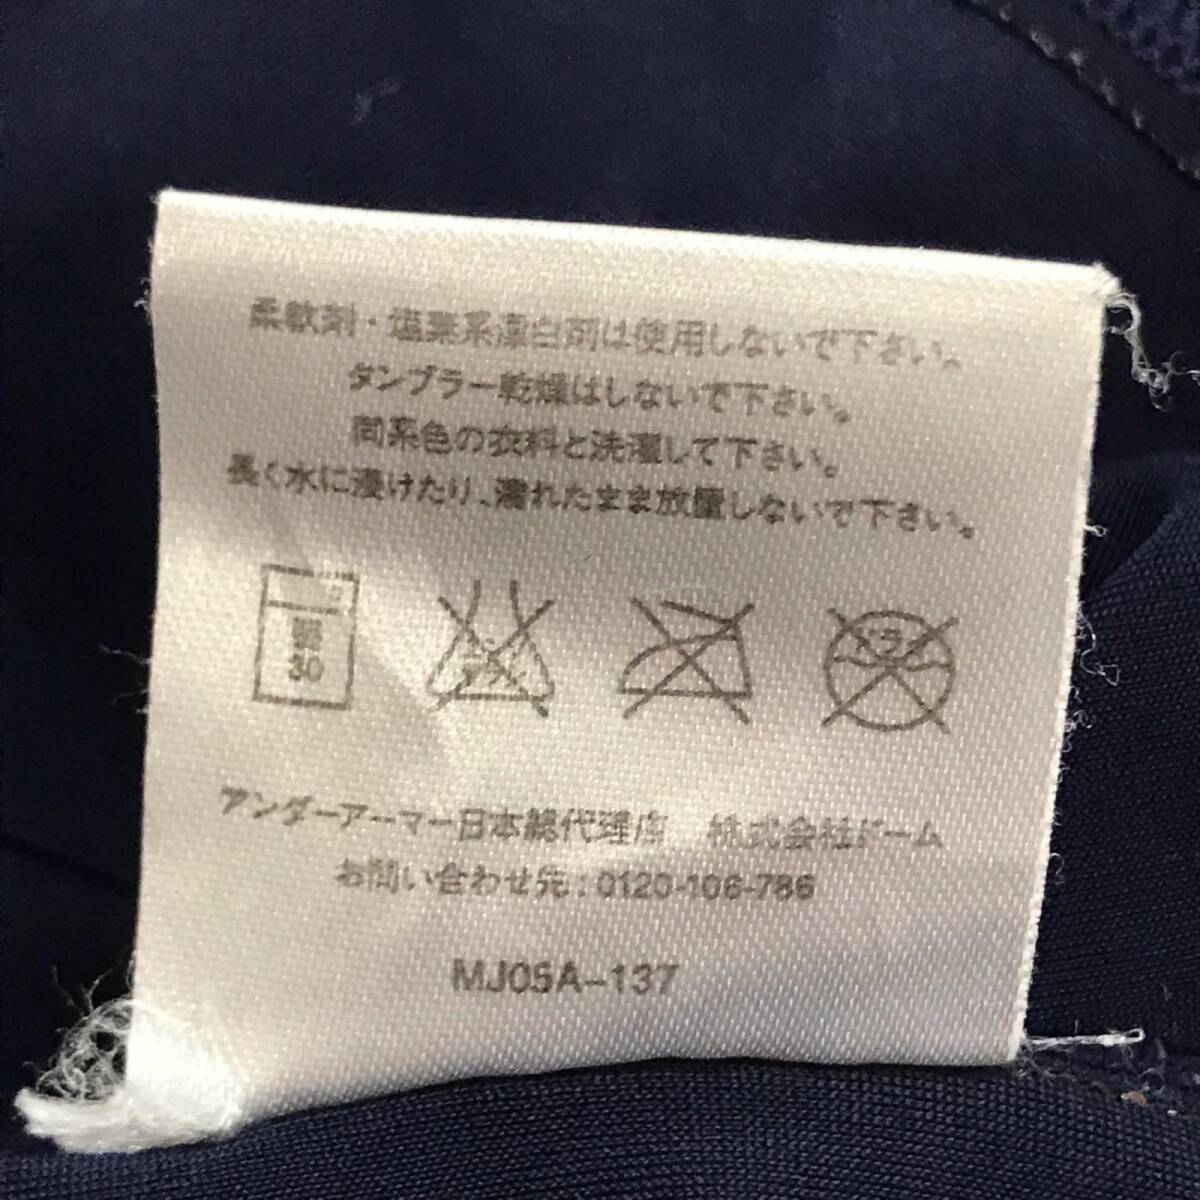 柔軟剤・塩素系漂白剤は使用しないで下さい。
タンブラー乾燥はしないで下さい。
同系色の衣料と洗濯して下さい。
長く水に浸けたり、濡れたまま放置しないで下さい。
30
ドライ
アンダーアーマー日本総代理店 株式会社ドーム
お問い合わせ先:0120-106-786
MJ05A-137